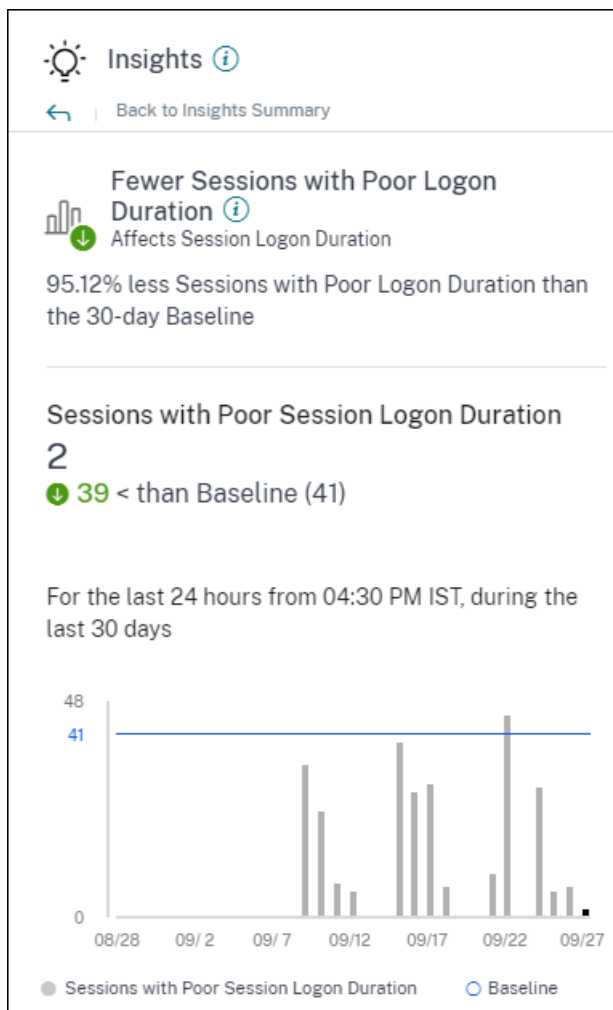 Insights
Back to Insights Summary
Fewer Sessions with Poor Logon
Duration
Affects Session Logon Duration
95.12% less Sessions with Poor Logon Duration than
the 30-day Baseline
Sessions with Poor Session Logon Duration
2
39 < than Baseline (41)
For the last 24 hours from 04:30 PM IST, during the
last 30 days
48
41
0
08/28 09/ 2 09/ 7 09/12 09/17 09/22 09/27
Sessions with Poor Session Logon Duration Baseline